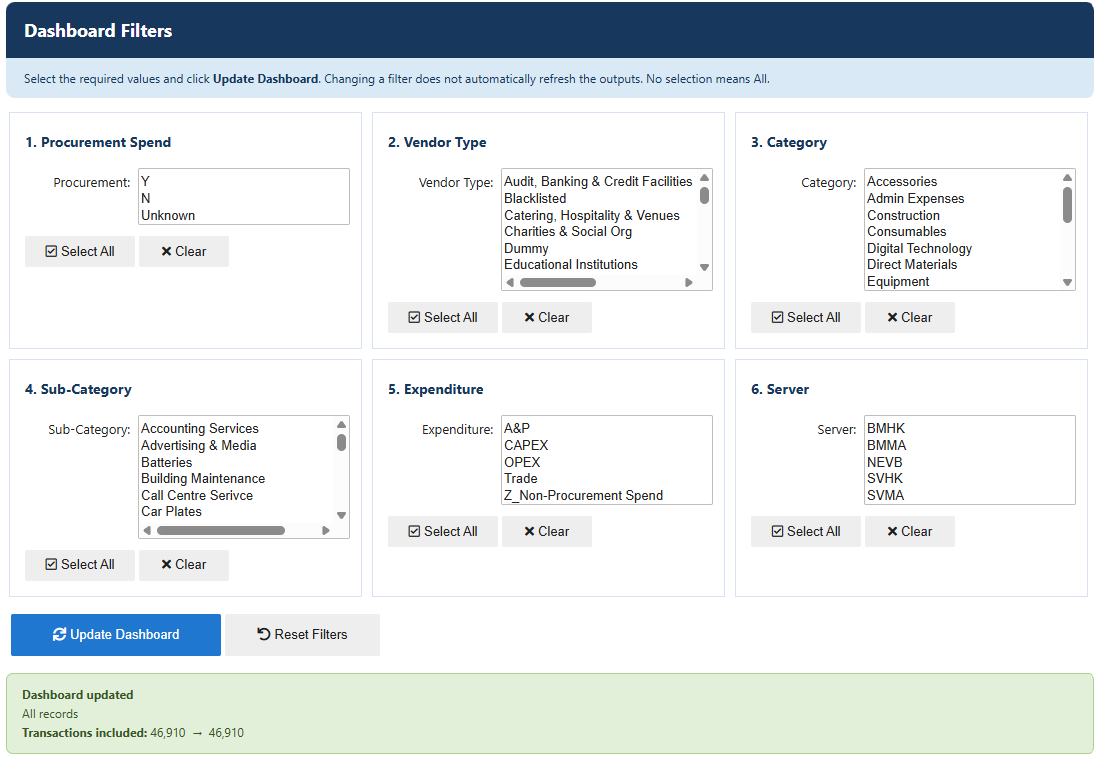 Dashboard Filters
Select the required values and click Update Dashboard. Changing a filter does not automatically refresh the outputs. No selection means All.
1. Procurement Spend
Procurement:
Y
N
Unknown
Select All
Clear
2. Vendor Type
Vendor Type:
Audit, Banking & Credit Facilities
Blacklisted
Catering, Hospitality & Venues
Charities & Social Org
Dummy
Educational Institutions
Select All
Clear
3. Category
Category:
Accessories
Admin Expenses
Construction
Consumables
Digital Technology
Direct Materials
Equipment
Select All
Clear
4. Sub-Category
Sub-Category:
Accounting Services
Advertising & Media
Batteries
Building Maintenance
Call Centre Serivce
Car Plates
Select All
Clear
5. Expenditure
Expenditure:
A&P
CAPEX
OPEX
Trade
Z_Non-Procurement Spend
Select All
Clear
6. Server
Server:
BMHK
BMMA
NEVB
SVHK
SVMA
Select All
Clear
Update Dashboard
Reset Filters
Dashboard updated
All records
Transactions included: 46,910 → 46,910